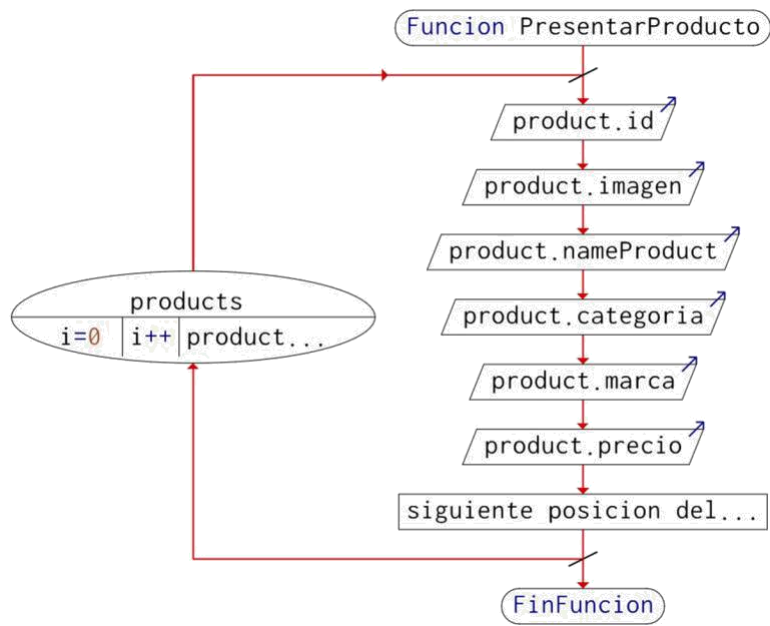 Funcion PresentarProducto
product.id
product.imagen
product.nameProduct
product.categoria
product.marca
product.precio
siguiente posicion del...
FinFuncion
products
i=0 i++ product...